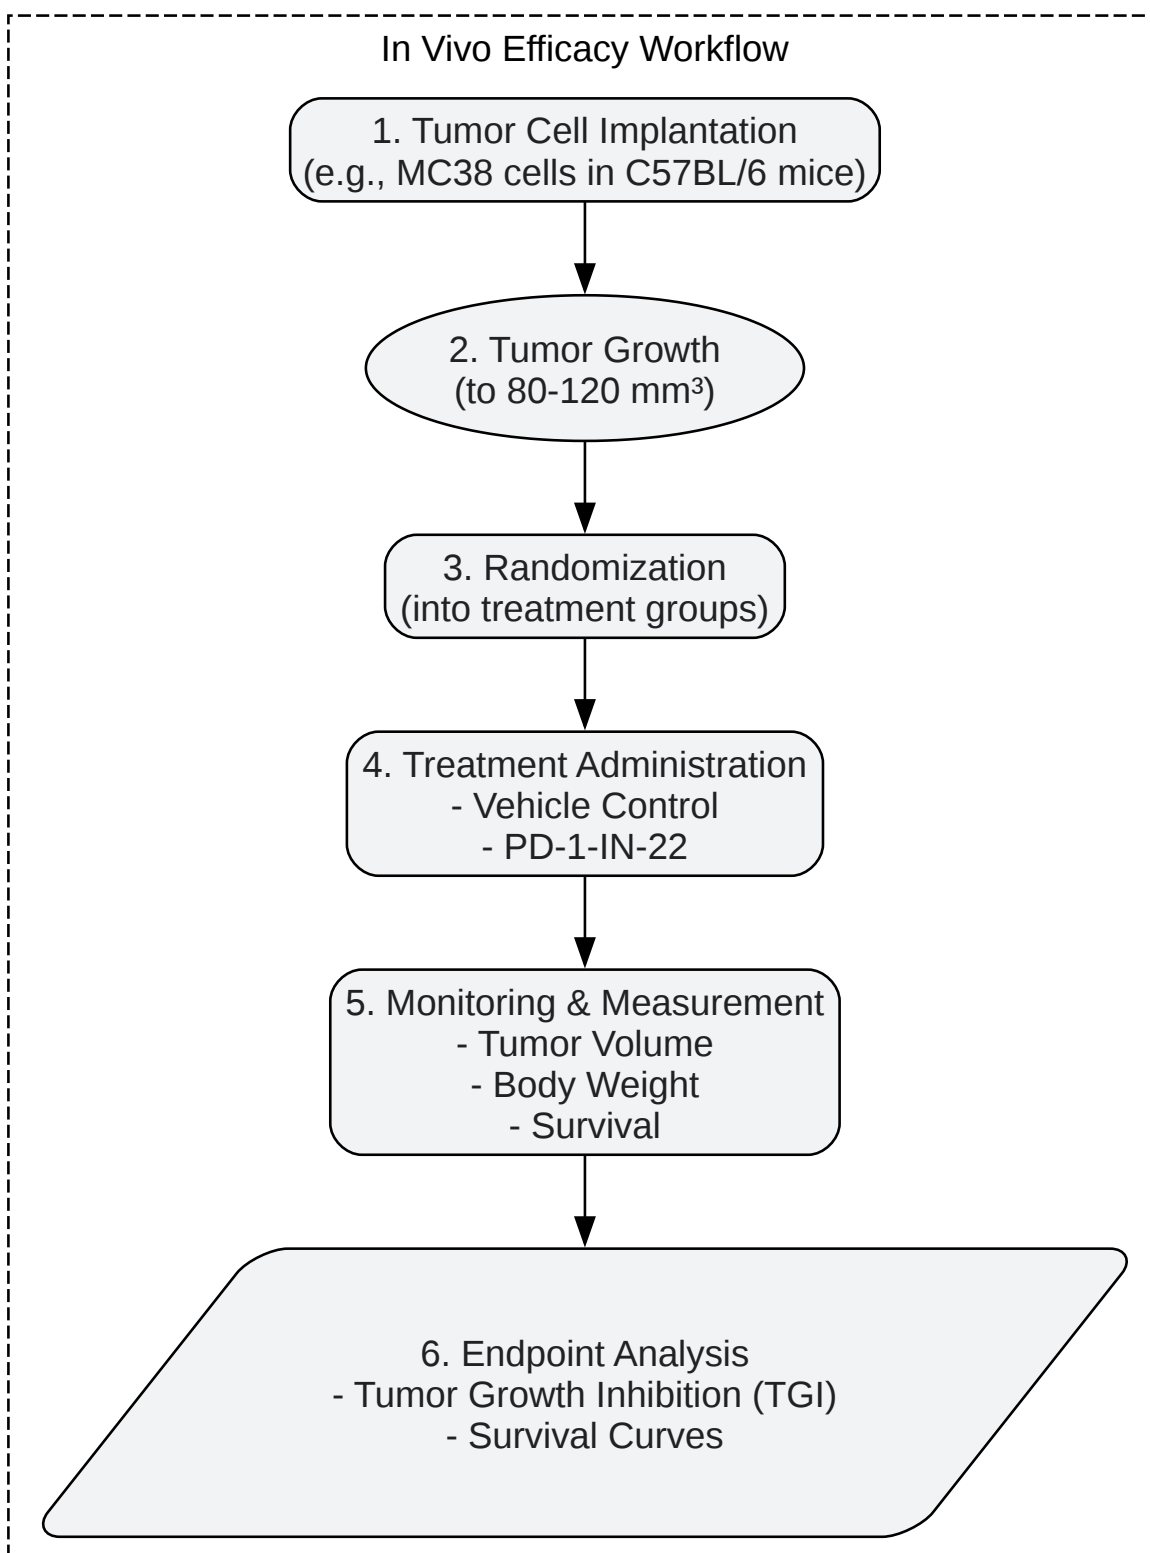 In Vivo Efficacy Workflow
1. Tumor Cell Implantation
(e.g., MC38 cells in C57BL/6 mice)
2. Tumor Growth
(to 80-120 mm³)
3. Randomization
(into treatment groups)
4. Treatment Administration
- Vehicle Control
- PD-1-IN-22
5. Monitoring & Measurement
- Tumor Volume
- Body Weight
- Survival
6. Endpoint Analysis
- Tumor Growth Inhibition (TGI)
- Survival Curves